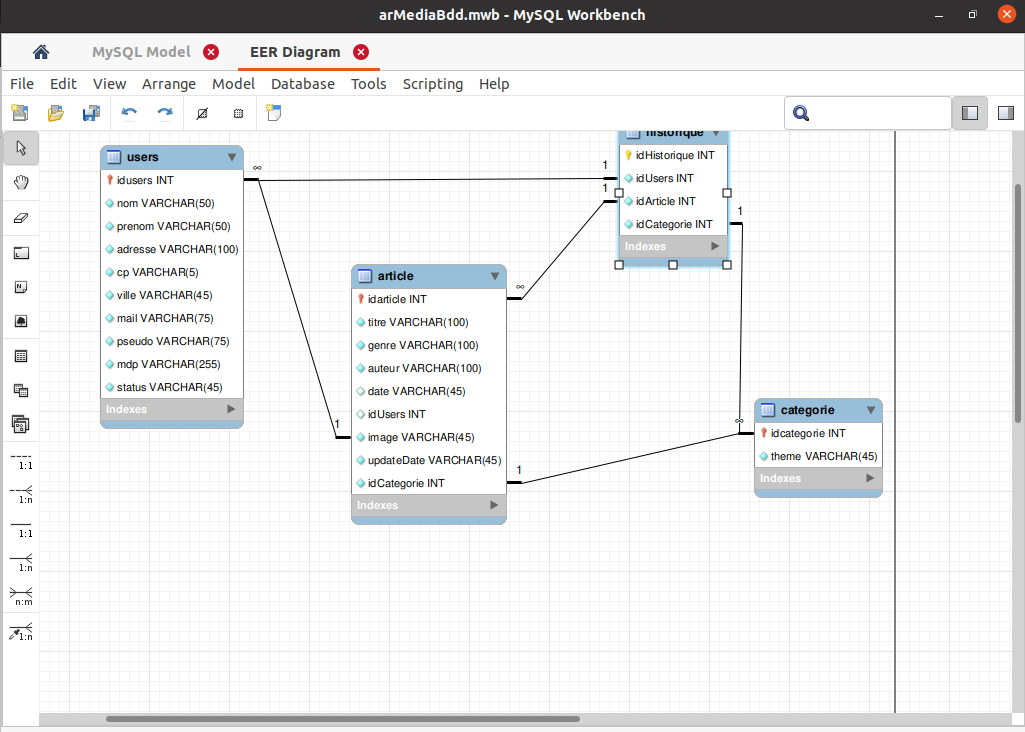 arMediaBdd.mwb - MySQL Workbench
MySQL Model
EER Diagram
File Edit View Arrange Model Database Tools Scripting Help
users
idusers INT
nom VARCHAR(50)
prenom VARCHAR(50)
adresse VARCHAR(100)
cp VARCHAR(5)
ville VARCHAR(45)
mail VARCHAR(75)
pseudo VARCHAR(75)
mdp VARCHAR(255)
status VARCHAR(45)
Indexes
∞
1
1
historique
idHistorique INT
idUsers INT
idArticle INT
idCategorie INT
Indexes
1
article
idarticle INT
titre VARCHAR(100)
genre VARCHAR(100)
auteur VARCHAR(100)
date VARCHAR(45)
idUsers INT
image VARCHAR(45)
updateDate VARCHAR(45)
idCategorie INT
Indexes
∞
1
1
∞
categorie
idcategorie INT
theme VARCHAR(45)
Indexes
1:1
1:n
1:1
1:n
n:m
1:n